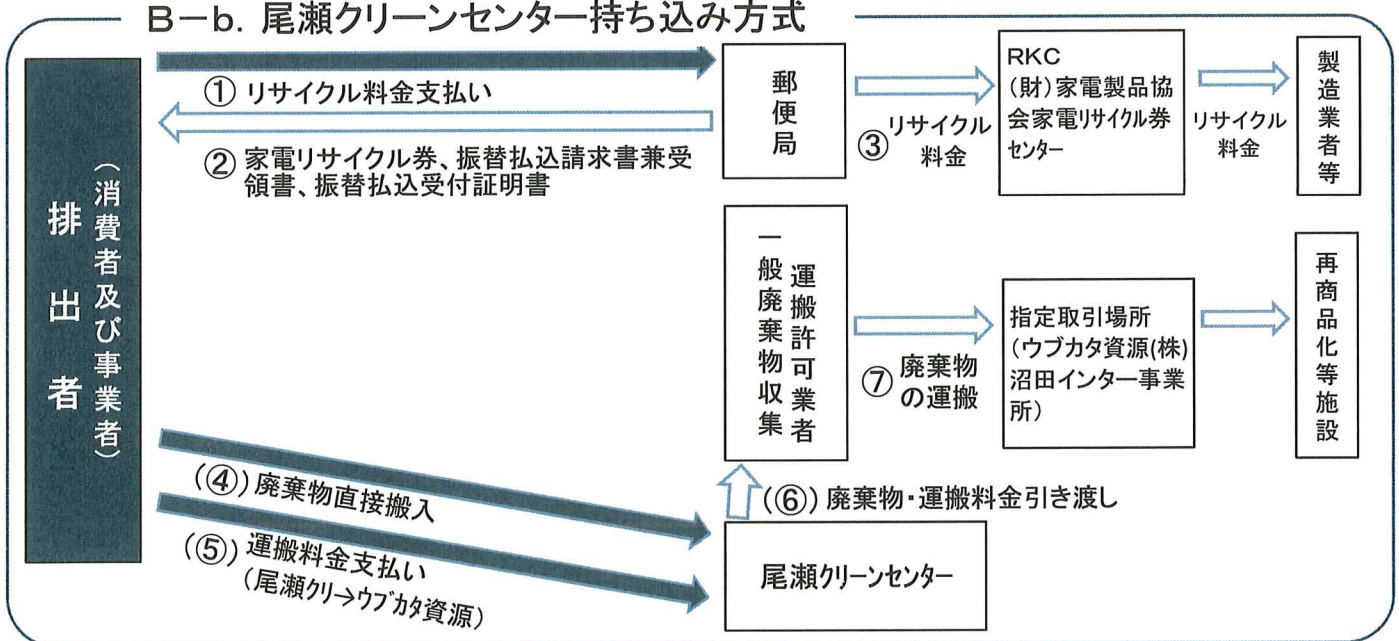 B－b．尾瀬クリーンセンター持ち込み方式
排出者
（消費者及び事業者）
① リサイクル料金支払い
② 家電リサイクル券、振替払込請求書兼受
領書、振替払込受付証明書
郵便局
③ リサイクル
料金
RKC
（財）家電製品協
会家電リサイクル券
センター
リサイクル
料金
製造業者等
一般廃棄物収集
運搬許可業者
⑦ 廃棄物
の運搬
指定取引場所
（ウブカタ資源(株)
沼田インター事業
所）
再商品化等施設
（④）廃棄物直接搬入
（⑤）運搬料金支払い
（尾瀬クリ→ウブカタ資源）
（⑥）廃棄物・運搬料金引き渡し
尾瀬クリーンセンター